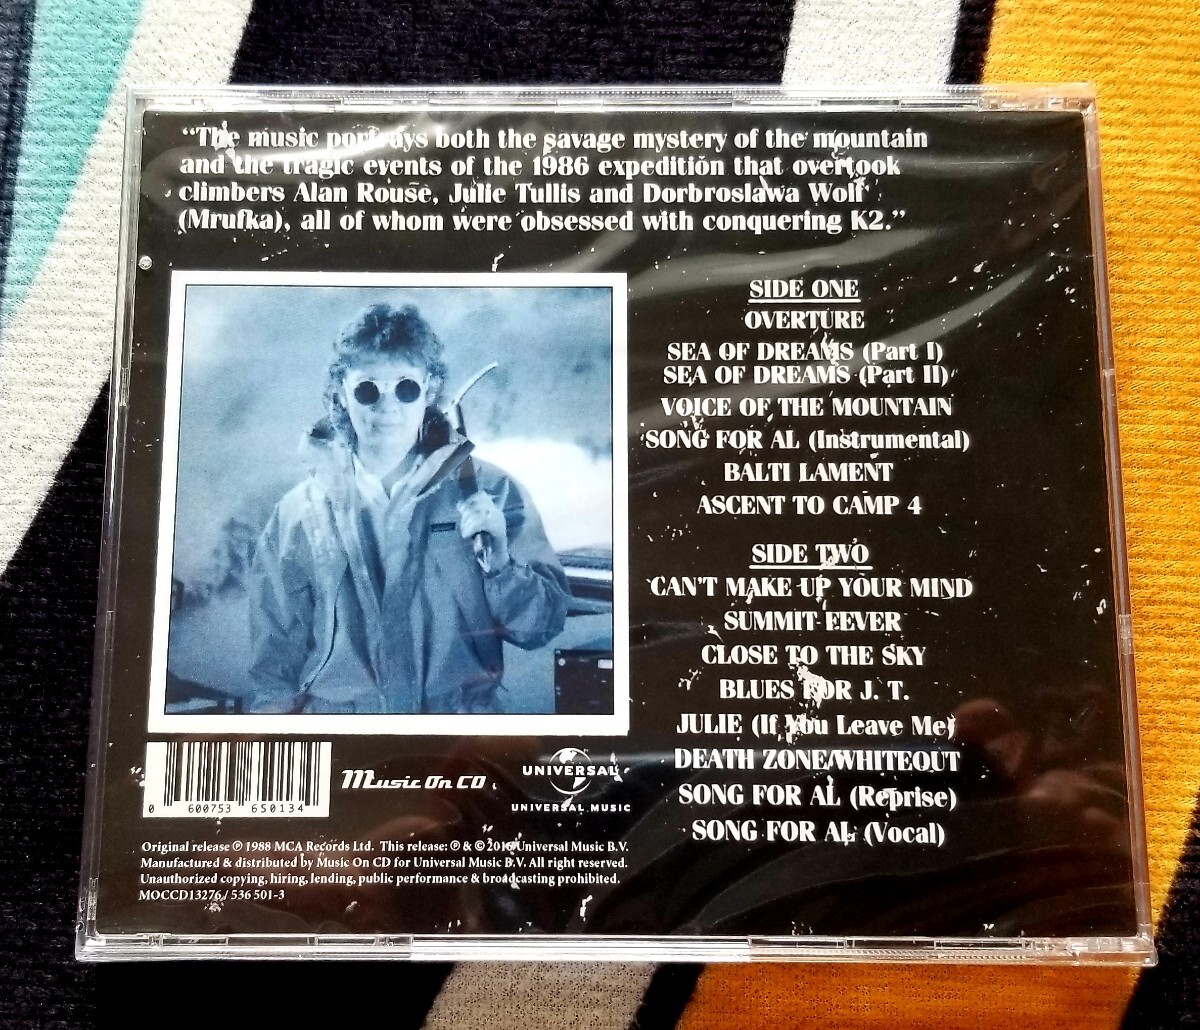 “The music portrays both the savage mystery of the mountain
and the tragic events of the 1986 expedition that overtook
climbers Alan Rouse, Julie Tullis and Dorbroslawa Wolf
(Mrufka), all of whom were obsessed with conquering K2.”
SIDE ONE
OVERTURE
SEA OF DREAMS (Part I)
SEA OF DREAMS (Part II)
VOICE OF THE MOUNTAIN
SONG FOR AL (Instrumental)
BALTI LAMENT
ASCENT TO CAMP 4
SIDE TWO
CAN'T MAKE UP YOUR MIND
SUMMIT FEVER
CLOSE TO THE SKY
BLUES FOR J. T.
JULIE (If You Leave Me)
DEATH ZONE/WHITEOUT
SONG FOR AL (Reprise)
SONG FOR AL (Vocal)
0 600753 650134
Music On CD
UNIVERSAL
UNIVERSAL MUSIC
Original release ℗ 1988 MCA Records Ltd. This release: ℗ & © Universal Music B.V.
Manufactured & distributed by Music On CD for Universal Music B.V. All right reserved.
Unauthorized copying, hiring, lending, public performance & broadcasting prohibited.
MOCCD13276 / 536 501-3